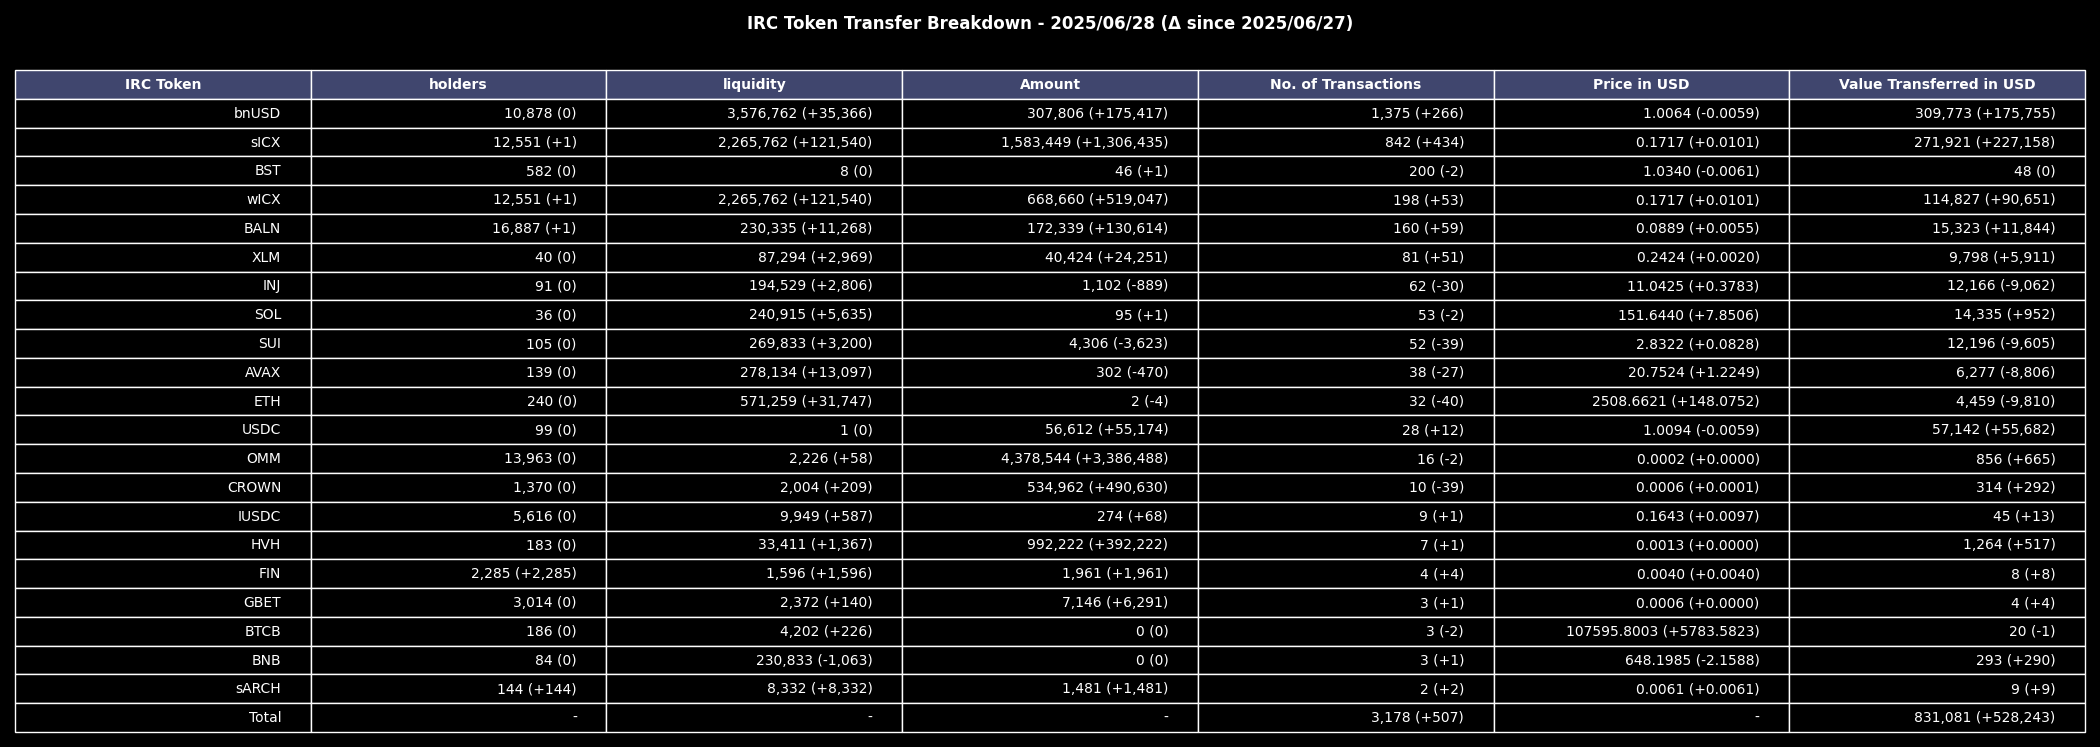 IRC Token Transfer Breakdown - 2025/06/28 (Δ since 2025/06/27)
IRC Token holders liquidity Amount No. of Transactions Price in USD Value Transferred in USD
bnUSD 10,878 (0) 3,576,762 (+35,366) 307,806 (+175,417) 1,375 (+266) 1.0064 (-0.0059) 309,773 (+175,755)
sICX 12,551 (+1) 2,265,762 (+121,540) 1,583,449 (+1,306,435) 842 (+434) 0.1717 (+0.0101) 271,921 (+227,158)
BST 582 (0) 8 (0) 46 (+1) 200 (-2) 1.0340 (-0.0061) 48 (0)
wICX 12,551 (+1) 2,265,762 (+121,540) 668,660 (+519,047) 198 (+53) 0.1717 (+0.0101) 114,827 (+90,651)
BALN 16,887 (+1) 230,335 (+11,268) 172,339 (+130,614) 160 (+59) 0.0889 (+0.0055) 15,323 (+11,844)
XLM 40 (0) 87,294 (+2,969) 40,424 (+24,251) 81 (+51) 0.2424 (+0.0020) 9,798 (+5,911)
INJ 91 (0) 194,529 (+2,806) 1,102 (-889) 62 (-30) 11.0425 (+0.3783) 12,166 (-9,062)
SOL 36 (0) 240,915 (+5,635) 95 (+1) 53 (-2) 151.6440 (+7.8506) 14,335 (+952)
SUI 105 (0) 269,833 (+3,200) 4,306 (-3,623) 52 (-39) 2.8322 (+0.0828) 12,196 (-9,605)
AVAX 139 (0) 278,134 (+13,097) 302 (-470) 38 (-27) 20.7524 (+1.2249) 6,277 (-8,806)
ETH 240 (0) 571,259 (+31,747) 2 (-4) 32 (-40) 2508.6621 (+148.0752) 4,459 (-9,810)
USDC 99 (0) 1 (0) 56,612 (+55,174) 28 (+12) 1.0094 (-0.0059) 57,142 (+55,682)
OMM 13,963 (0) 2,226 (+58) 4,378,544 (+3,386,488) 16 (-2) 0.0002 (+0.0000) 856 (+665)
CROWN 1,370 (0) 2,004 (+209) 534,962 (+490,630) 10 (-39) 0.0006 (+0.0001) 314 (+292)
IUSDC 5,616 (0) 9,949 (+587) 274 (+68) 9 (+1) 0.1643 (+0.0097) 45 (+13)
HVH 183 (0) 33,411 (+1,367) 992,222 (+392,222) 7 (+1) 0.0013 (+0.0000) 1,264 (+517)
FIN 2,285 (+2,285) 1,596 (+1,596) 1,961 (+1,961) 4 (+4) 0.0040 (+0.0040) 8 (+8)
GBET 3,014 (0) 2,372 (+140) 7,146 (+6,291) 3 (+1) 0.0006 (+0.0000) 4 (+4)
BTCB 186 (0) 4,202 (+226) 0 (0) 3 (-2) 107595.8003 (+5783.5823) 20 (-1)
BNB 84 (0) 230,833 (-1,063) 0 (0) 3 (+1) 648.1985 (-2.1588) 293 (+290)
sARCH 144 (+144) 8,332 (+8,332) 1,481 (+1,481) 2 (+2) 0.0061 (+0.0061) 9 (+9)
Total - - - 3,178 (+507) - 831,081 (+528,243)